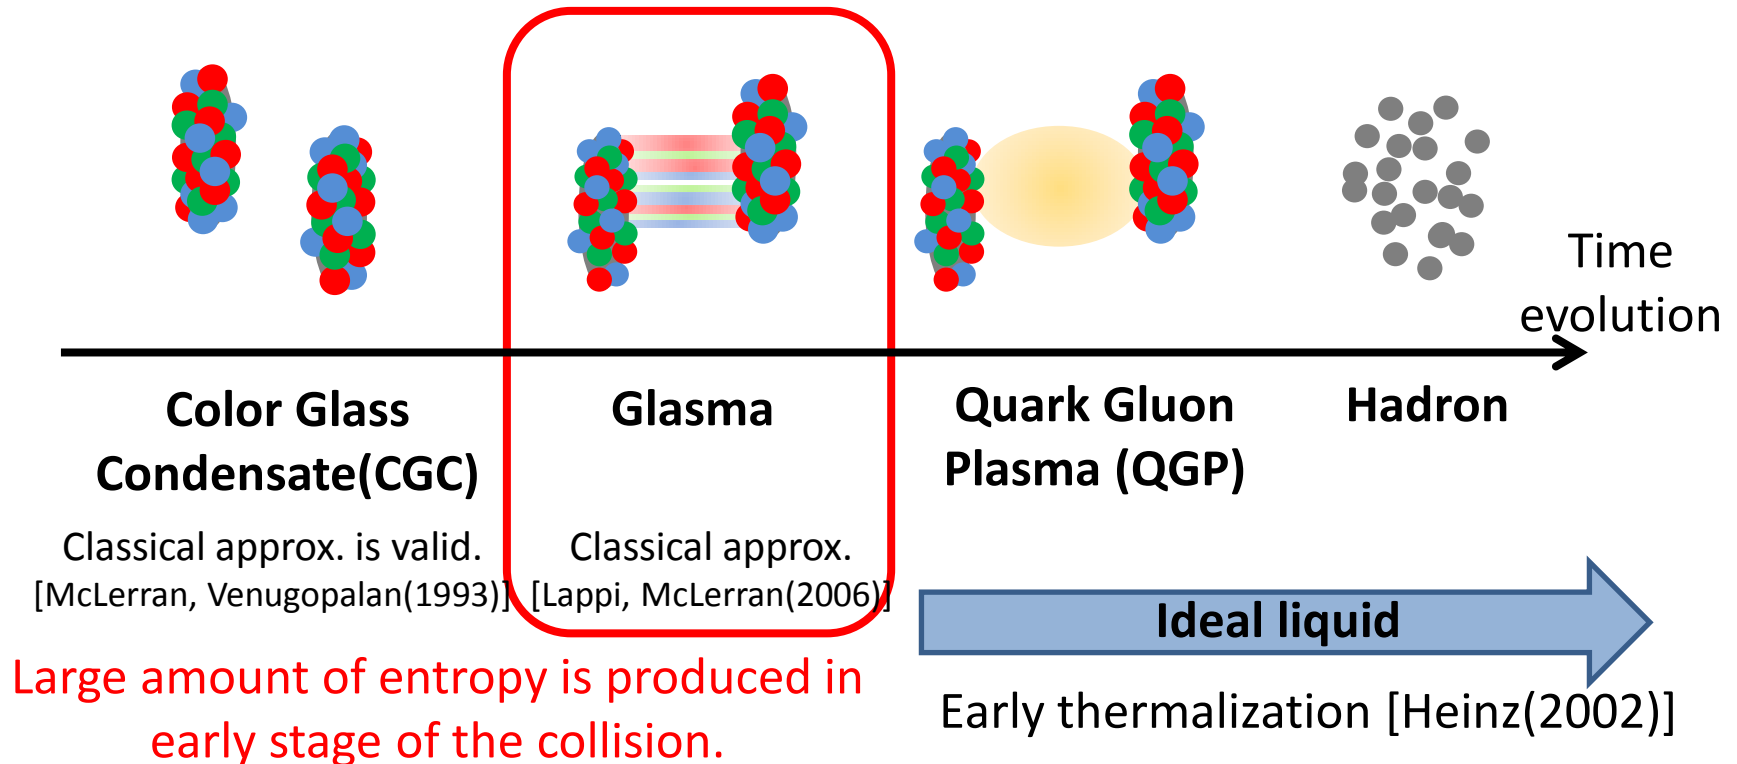 Time
evolution
Color Glass
Condensate(CGC)
Glasma
Quark Gluon
Plasma (QGP)
Hadron
Classical approx. is valid.
[McLerran, Venugopalan(1993)]
Classical approx.
[Lappi, McLerran(2006)]
Ideal liquid
Large amount of entropy is produced in
early stage of the collision.
Early thermalization [Heinz(2002)]